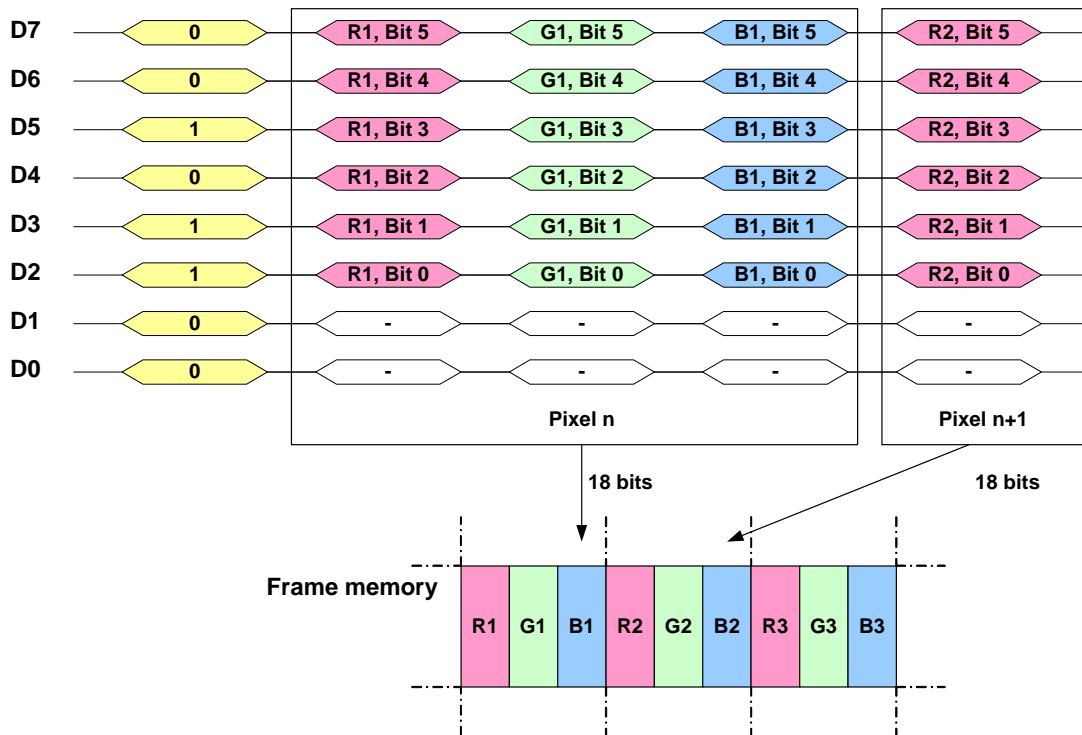 D7 0 R1, Bit 5 G1, Bit 5 B1, Bit 5 R2, Bit 5
D6 0 R1, Bit 4 G1, Bit 4 B1, Bit 4 R2, Bit 4
D5 1 R1, Bit 3 G1, Bit 3 B1, Bit 3 R2, Bit 3
D4 0 R1, Bit 2 G1, Bit 2 B1, Bit 2 R2, Bit 2
D3 1 R1, Bit 1 G1, Bit 1 B1, Bit 1 R2, Bit 1
D2 1 R1, Bit 0 G1, Bit 0 B1, Bit 0 R2, Bit 0
D1 0 - - - -
D0 0 - - - -
Pixel n Pixel n+1
18 bits 18 bits
Frame memory
R1 G1 B1 R2 G2 B2 R3 G3 B3